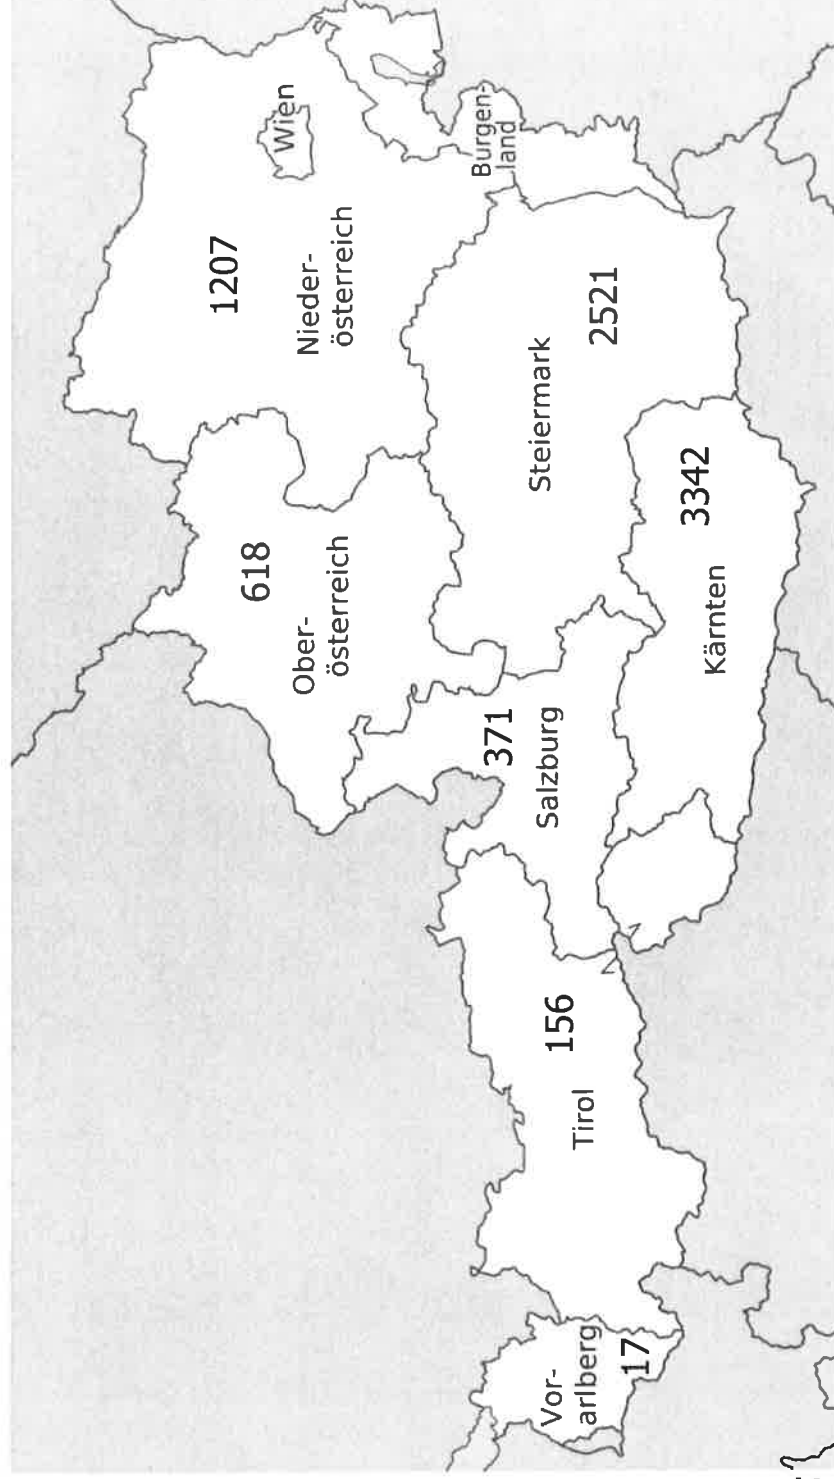 1207
Wien
Nieder-
österreich
618
Ober-
österreich
Burgen-
land
2521
Steiermark
371
Salzburg
3342
Kärnten
156
Tirol
Vor-
arlberg
17